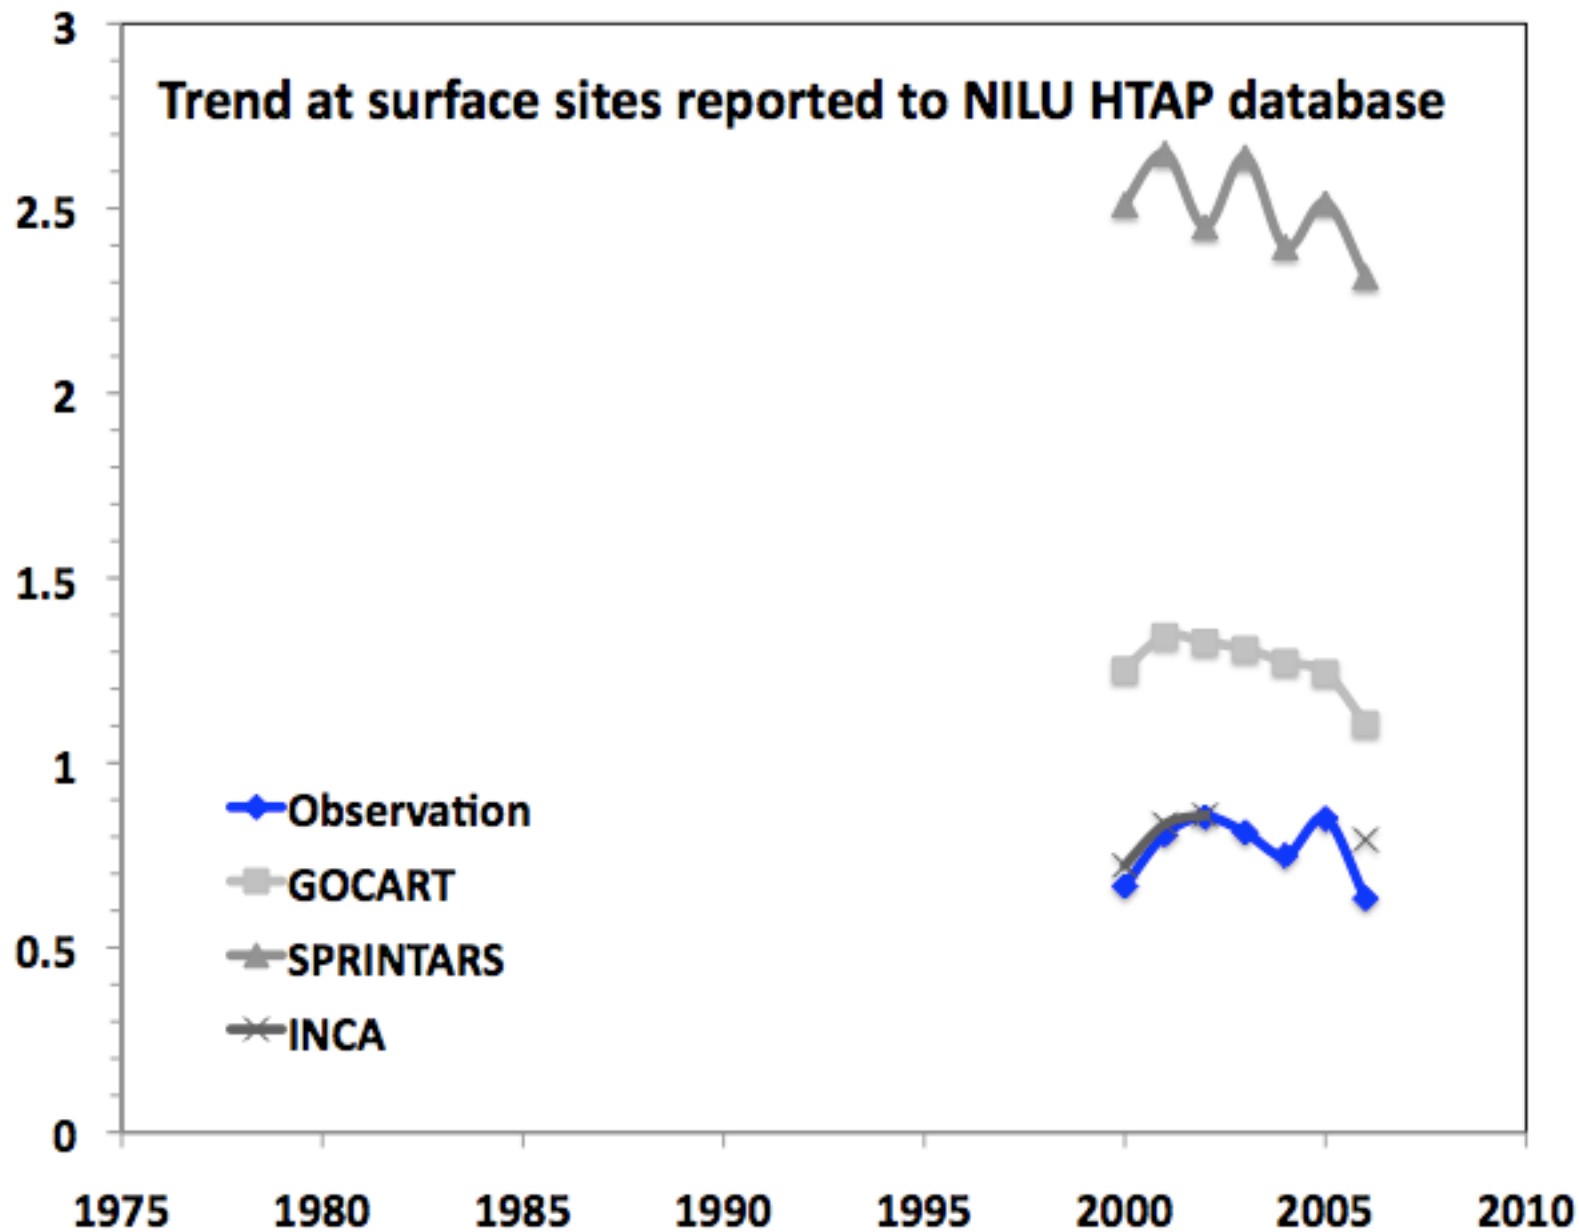 3
Trend at surface sites reported to NILU HTAP database
2.5
2
1.5
1
Observation
GOCART
0.5
SPRINTARS
INCA
0
1975 1980 1985 1990 1995 2000 2005 2010